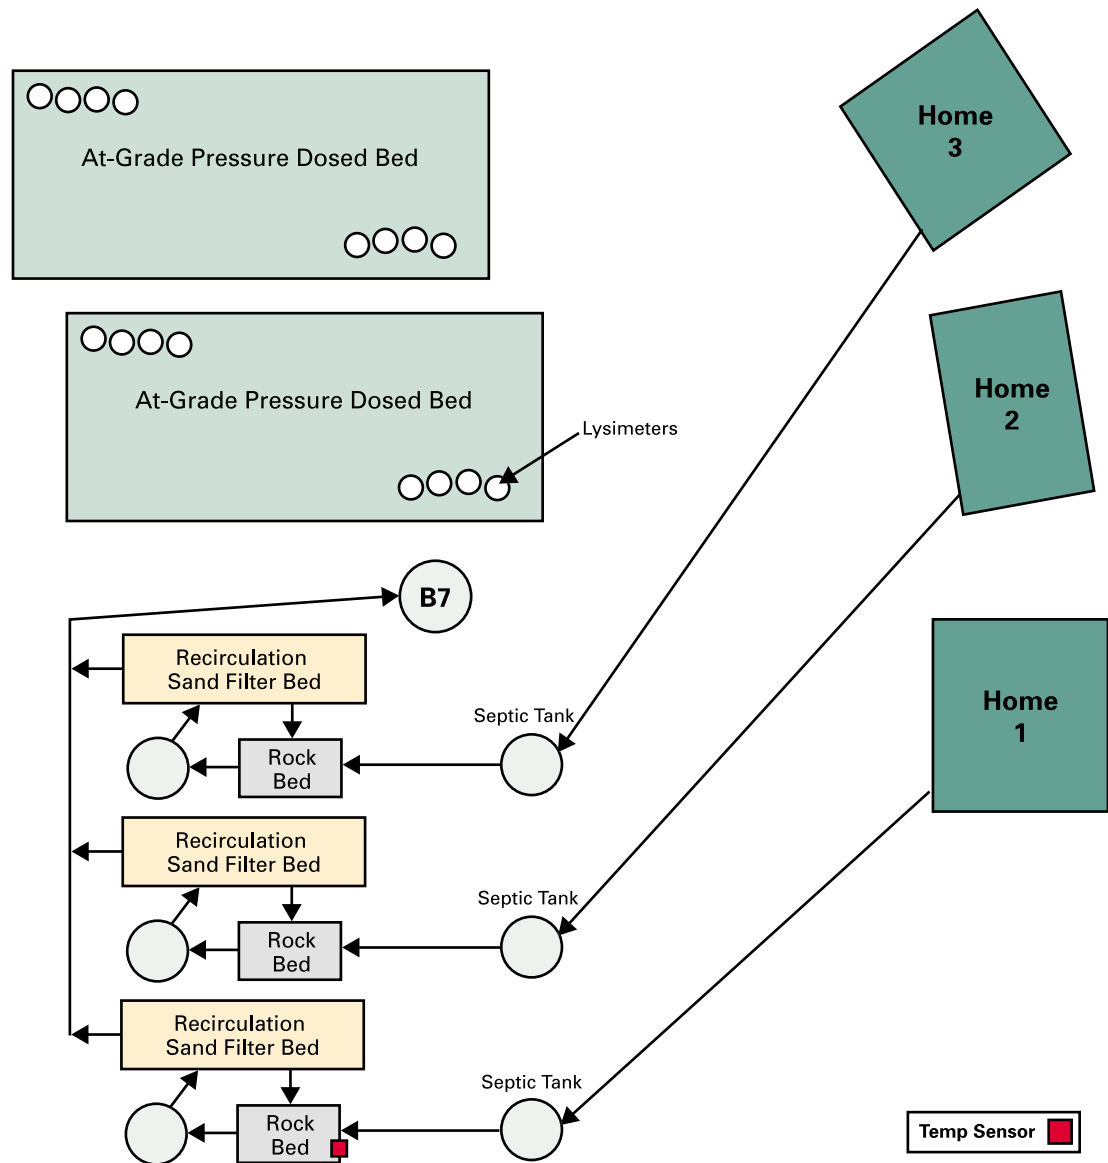 At-Grade Pressure Dosed Bed
Home
3
At-Grade Pressure Dosed Bed
Lysimeters
Home
2
B7
Recirculation
Sand Filter Bed
Septic Tank
Rock
Bed
Home
1
Recirculation
Sand Filter Bed
Septic Tank
Rock
Bed
Recirculation
Sand Filter Bed
Septic Tank
Rock
Bed
Temp Sensor